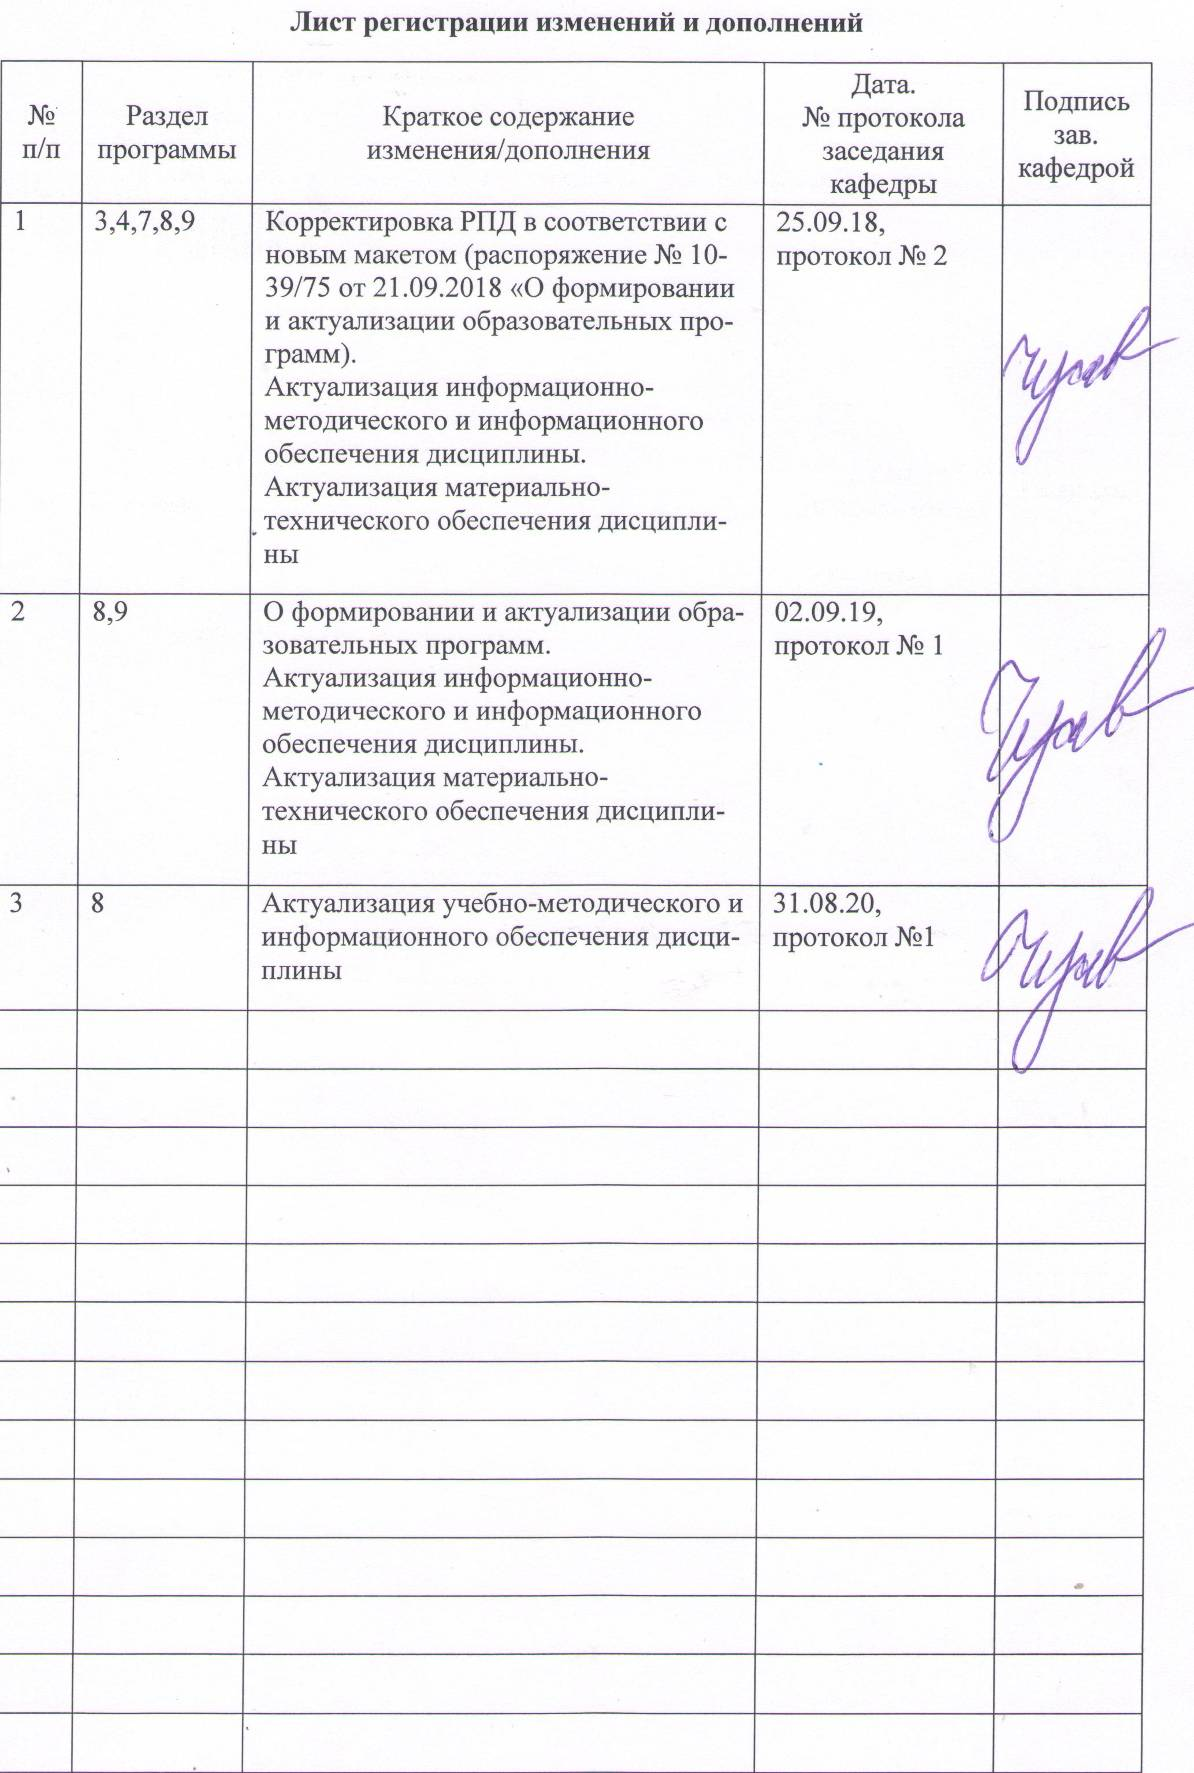 Лист регистрации изменений и дополнений
№
п/п
Раздел
программы
Краткое содержание
изменения/дополнения
Дата.
№ протокола
заседания
кафедры
Подпись
зав.
кафедрой
1
3,4,7,8,9
Корректировка РПД в соответствии с
новым макетом (распоряжение № 10-
39/75 от 21.09.2018 «О формировании
и актуализации образовательных про-
грамм).
Актуализация информационно-
методического и информационного
обеспечения дисциплины.
Актуализация материально-
технического обеспечения дисципли-
ны
25.09.18,
протокол № 2
2
8,9
О формировании и актуализации обра-
зовательных программ.
Актуализация информационно-
методического и информационного
обеспечения дисциплины.
Актуализация материально-
технического обеспечения дисципли-
ны
02.09.19,
протокол № 1
3
8
Актуализация учебно-методического и
информационного обеспечения дисци-
плины
31.08.20,
протокол №1